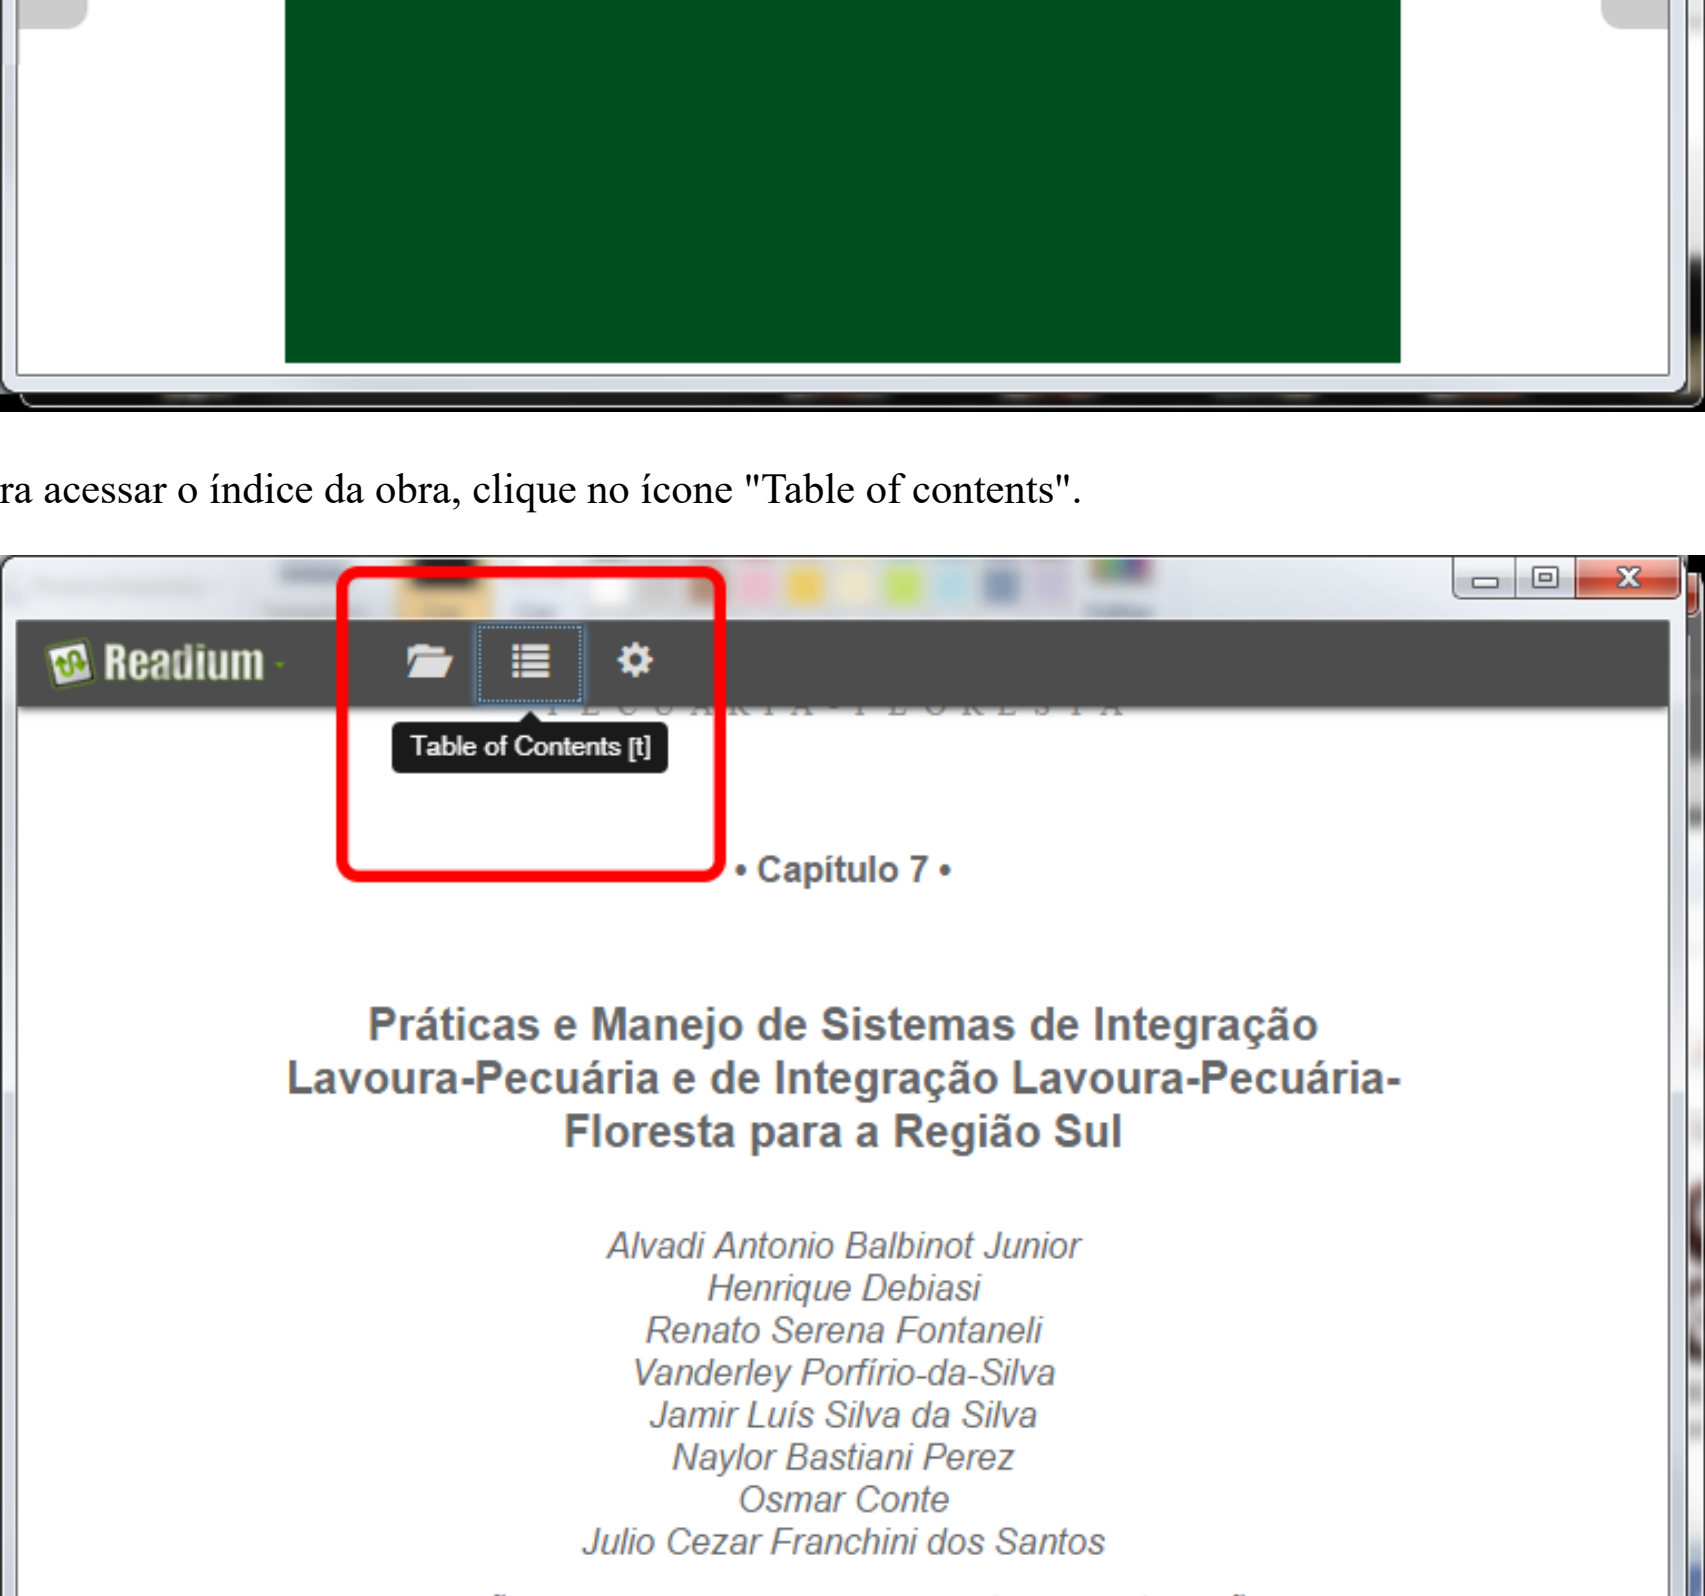 ra acessar o índice da obra, clique no ícone "Table of contents".
Readium
PECUÁRIA-FLORESTA
Table of Contents [t]
• Capítulo 7 •
Práticas e Manejo de Sistemas de Integração
Lavoura-Pecuária e de Integração Lavoura-Pecuária-
Floresta para a Região Sul
Alvadi Antonio Balbinot Junior
Henrique Debiasi
Renato Serena Fontaneli
Vanderley Porfírio-da-Silva
Jamir Luís Silva da Silva
Naylor Bastiani Perez
Osmar Conte
Julio Cezar Franchini dos Santos